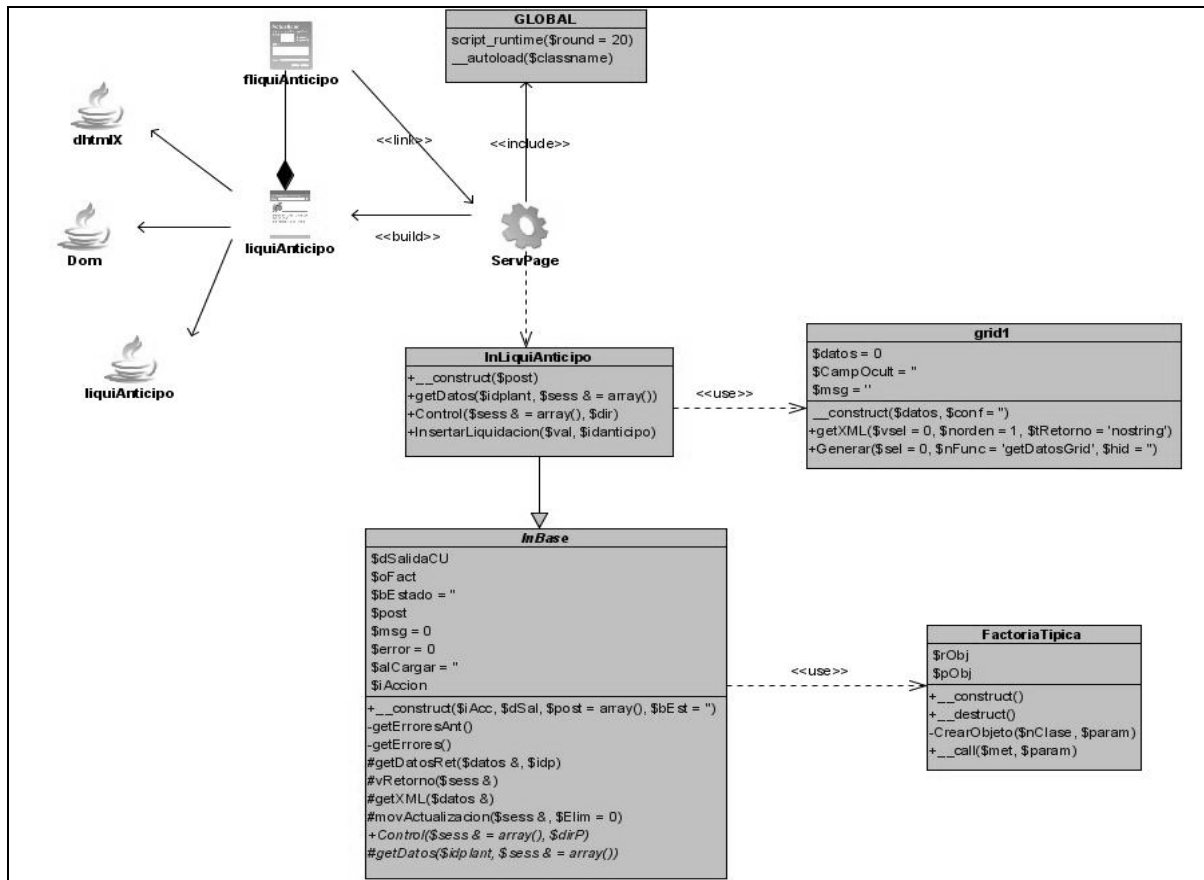 GLOBAL
script_runtime($round = 20)
__autoload($classname)
fliquiAnticipo
dhtmlX
<<link>>
<<include>>
liquiAnticipo
<<build>>
ServPage
Dom
liquiAnticipo
InLiquiAnticipo
+__construct($post)
+getDatos($idplant, $sess & = array())
+Control($sess & = array(), $dir)
+InsertarLiquidacion($val, $idanticipo)
<<use>>
grid1
$datos = 0
$CampOcult = ''
$msg = ''
__construct($datos, $conf = '')
+getXML($vsel = 0, $norden = 1, $tRetorno = 'nostring')
+Generar($sel = 0, $nFunc = 'getDatosGrid', $hid = '')
InBase
$dSalidaCU
$oFact
$bEstado = ''
$post
$msg = 0
$error = 0
$alCargar = ''
$iAccion
+__construct($iAcc, $dSal, $post = array(), $bEst = '')
-getErroresAnt()
-getErrores()
#getDatosRet($datos &, $idp)
#vRetorno($sess &)
#getXML($datos &)
#movActualizacion($sess &, $Elim = 0)
+Control($sess & = array(), $dirP)
#getDatos($idplant, $sess & = array())
<<use>>
FactoriaTipica
$rObj
$pObj
+__construct()
+__destruct()
-CrearObjeto($nClase, $param)
+__call($met, $param)